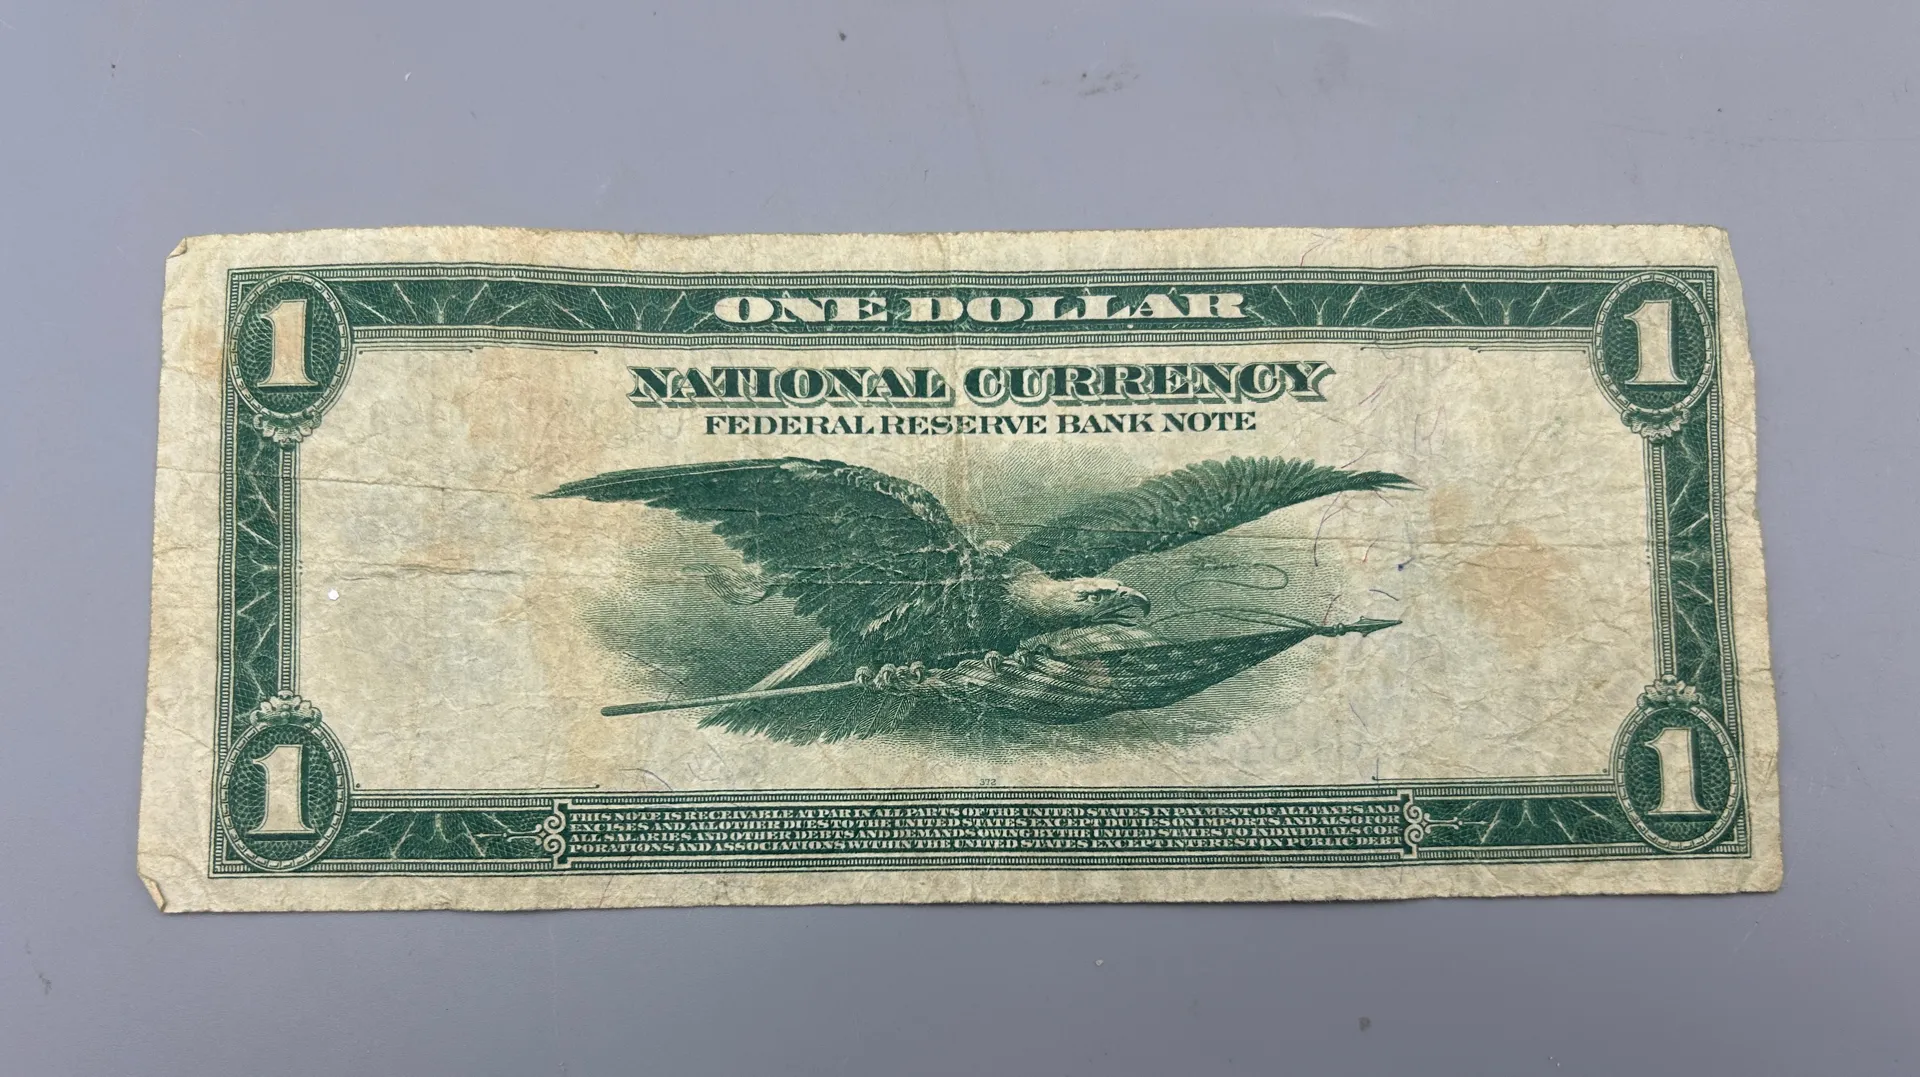 1 ONE DOLLAR 1
NATIONAL CURRENCY
FEDERAL RESERVE BANK NOTE
372
1 1
THIS NOTE IS RECEIVABLE AT PAR IN ALL PARTS OF THE UNITED STATES IN PAYMENT OF ALL TAXES AND
EXCISES AND ALL OTHER DUES TO THE UNITED STATES EXCEPT DUTIES ON IMPORTS AND ALSO FOR
ALL SALARIES AND OTHER DEBTS AND DEMANDS OWING BY THE UNITED STATES TO INDIVIDUALS COR
PORATIONS AND ASSOCIATIONS WITHIN THE UNITED STATES EXCEPT INTEREST ON PUBLIC DEBT